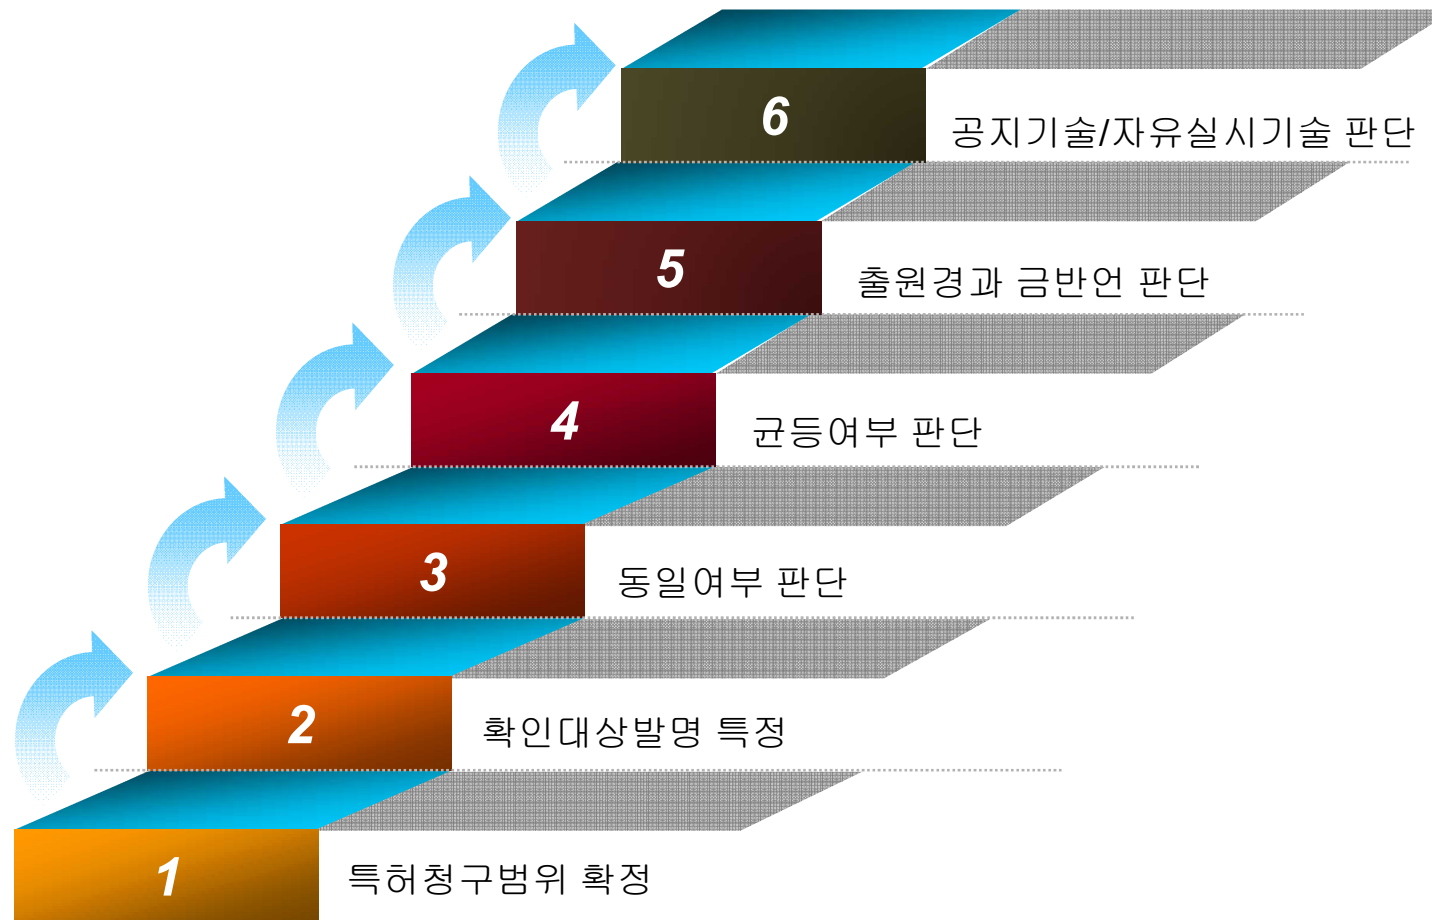 6
공지기술/자유실시기술 판단
5
출원경과 금반언 판단
4
균등여부 판단
3
동일여부 판단
2
확인대상발명 특정
1
특허청구범위 확정